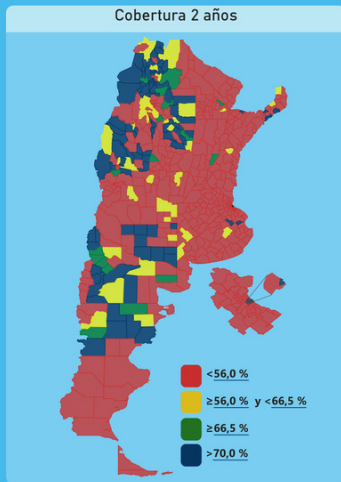 Cobertura 2 años
<56,0 %
≥56,0 % y <66,5 %
≥66,5 %
>70,0 %